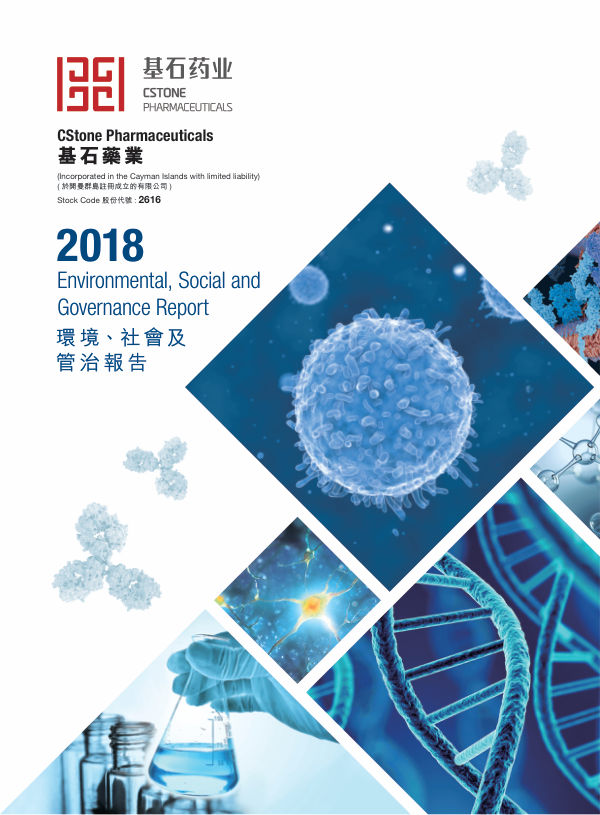 基石药业
CSTONE
PHARMACEUTICALS
CStone Pharmaceuticals
基石藥業
(Incorporated in the Cayman Islands with limited liability)
( 於開曼群島註冊成立的有限公司 )
Stock Code 股份代號 : 2616
2018
Environmental, Social and
Governance Report
環境、社會及
管治報告